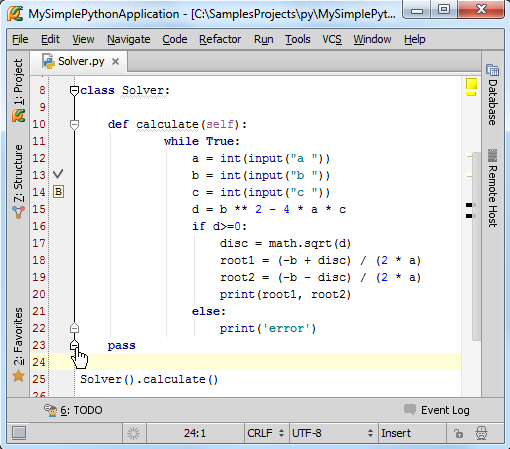 MySimplePythonApplication - [C:\SamplesProjects\py\MySimplePyt...
File Edit View Navigate Code Refactor Run Tools VCS Window Help
Solver.py
1: Project
Z: Structure
2: Favorites
Database
Remote Host
8 class Solver:
9
10 def calculate(self):
11 while True:
12 a = int(input("a "))
13 b = int(input("b "))
14 B c = int(input("c "))
15 d = b ** 2 - 4 * a * c
16 if d>=0:
17 disc = math.sqrt(d)
18 root1 = (-b + disc) / (2 * a)
19 root2 = (-b - disc) / (2 * a)
20 print(root1, root2)
21 else:
22 print('error')
23 pass
24
25 Solver().calculate()
26
6: TODO Event Log
24:1 CRLF UTF-8 Insert